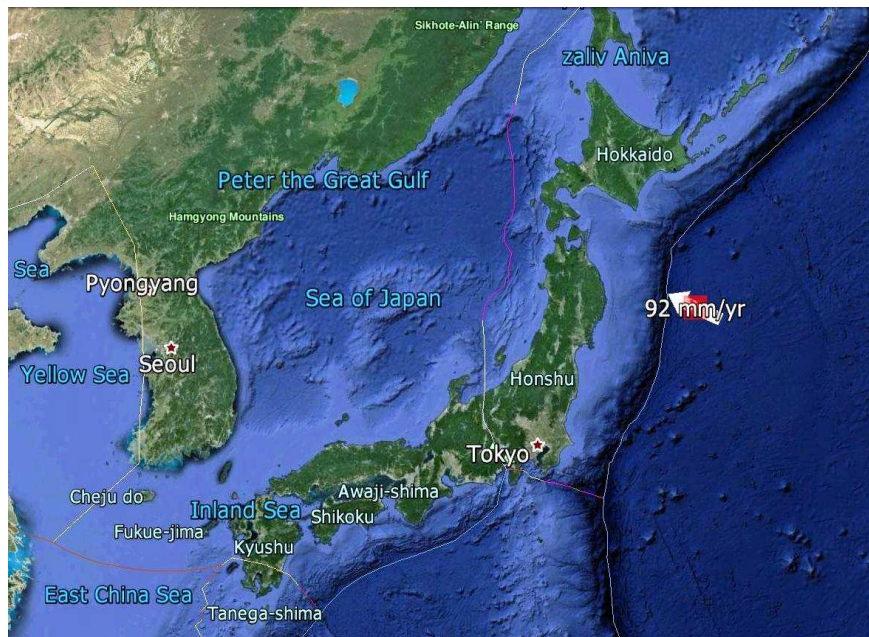 Sikhote-Alin´ Range
zaliv Aniva
Hokkaido
Peter the Great Gulf
Hamgyong Mountains
Sea
Pyongyang
Sea of Japan
92 mm/yr
Seoul
Yellow Sea
Honshu
Tokyo
Awaji-shima
Cheju do
Inland Sea
Shikoku
Fukue-jima
Kyushu
East China Sea
Tanega-shima